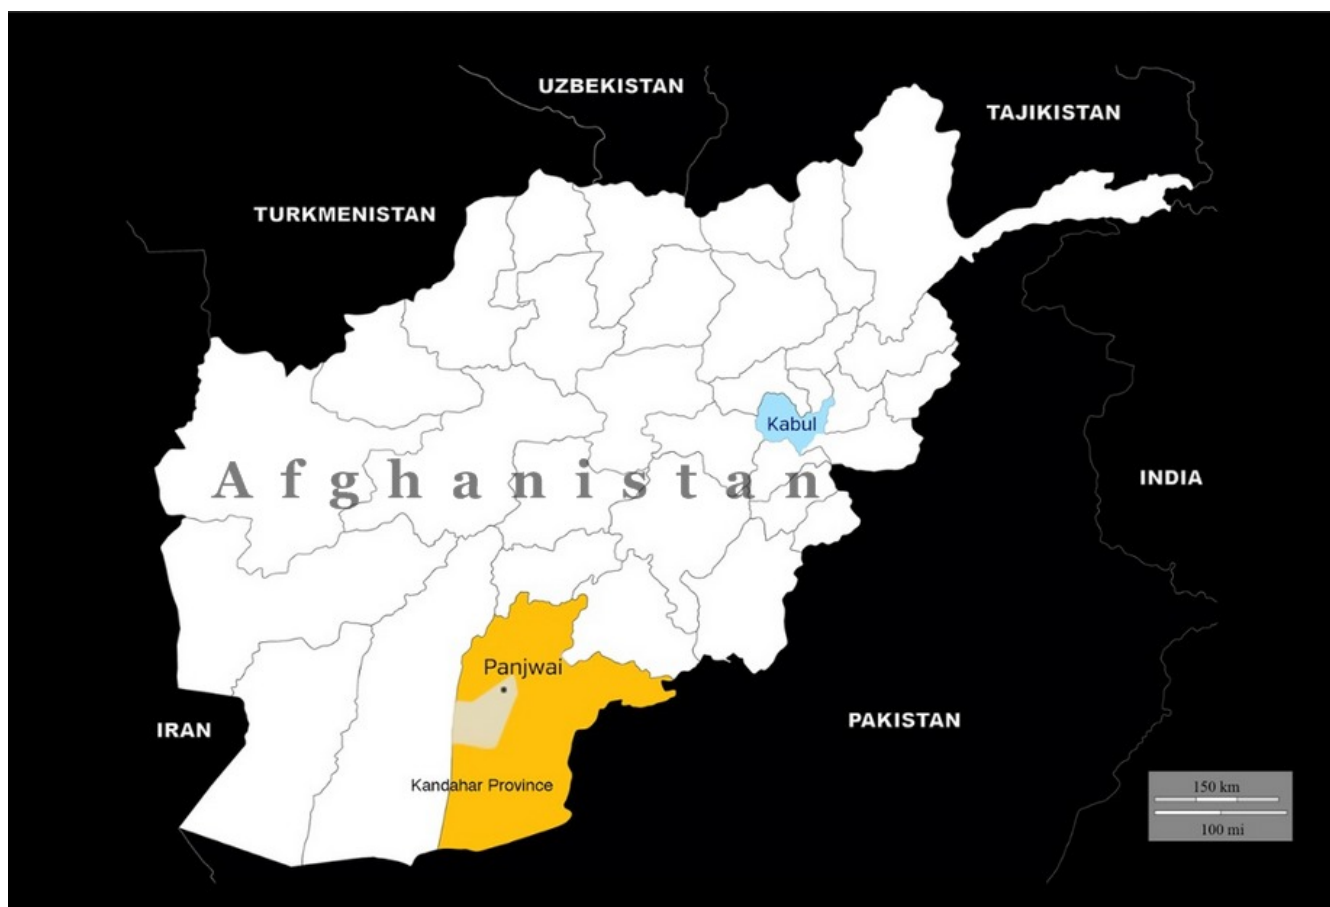 UZBEKISTAN
TAJIKISTAN
TURKMENISTAN
Kabul
Afghanistan
INDIA
Panjwai
PAKISTAN
IRAN
Kandahar Province
150 km
100 mi